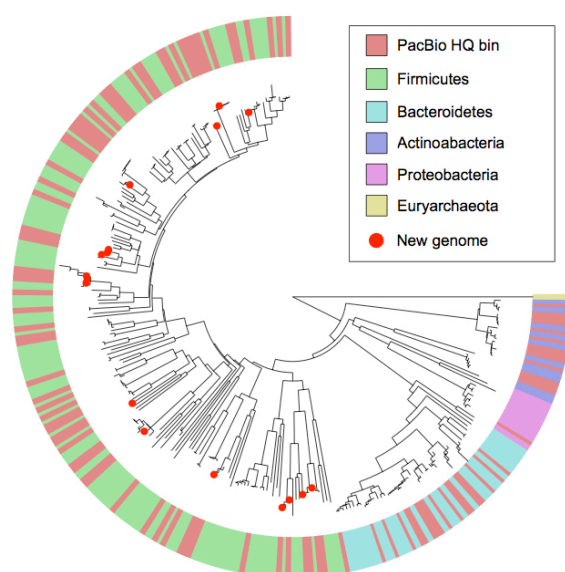 PacBio HQ bin
Firmicutes
Bacteroidetes
Actinoabacteria
Proteobacteria
Euryarchaeota
New genome